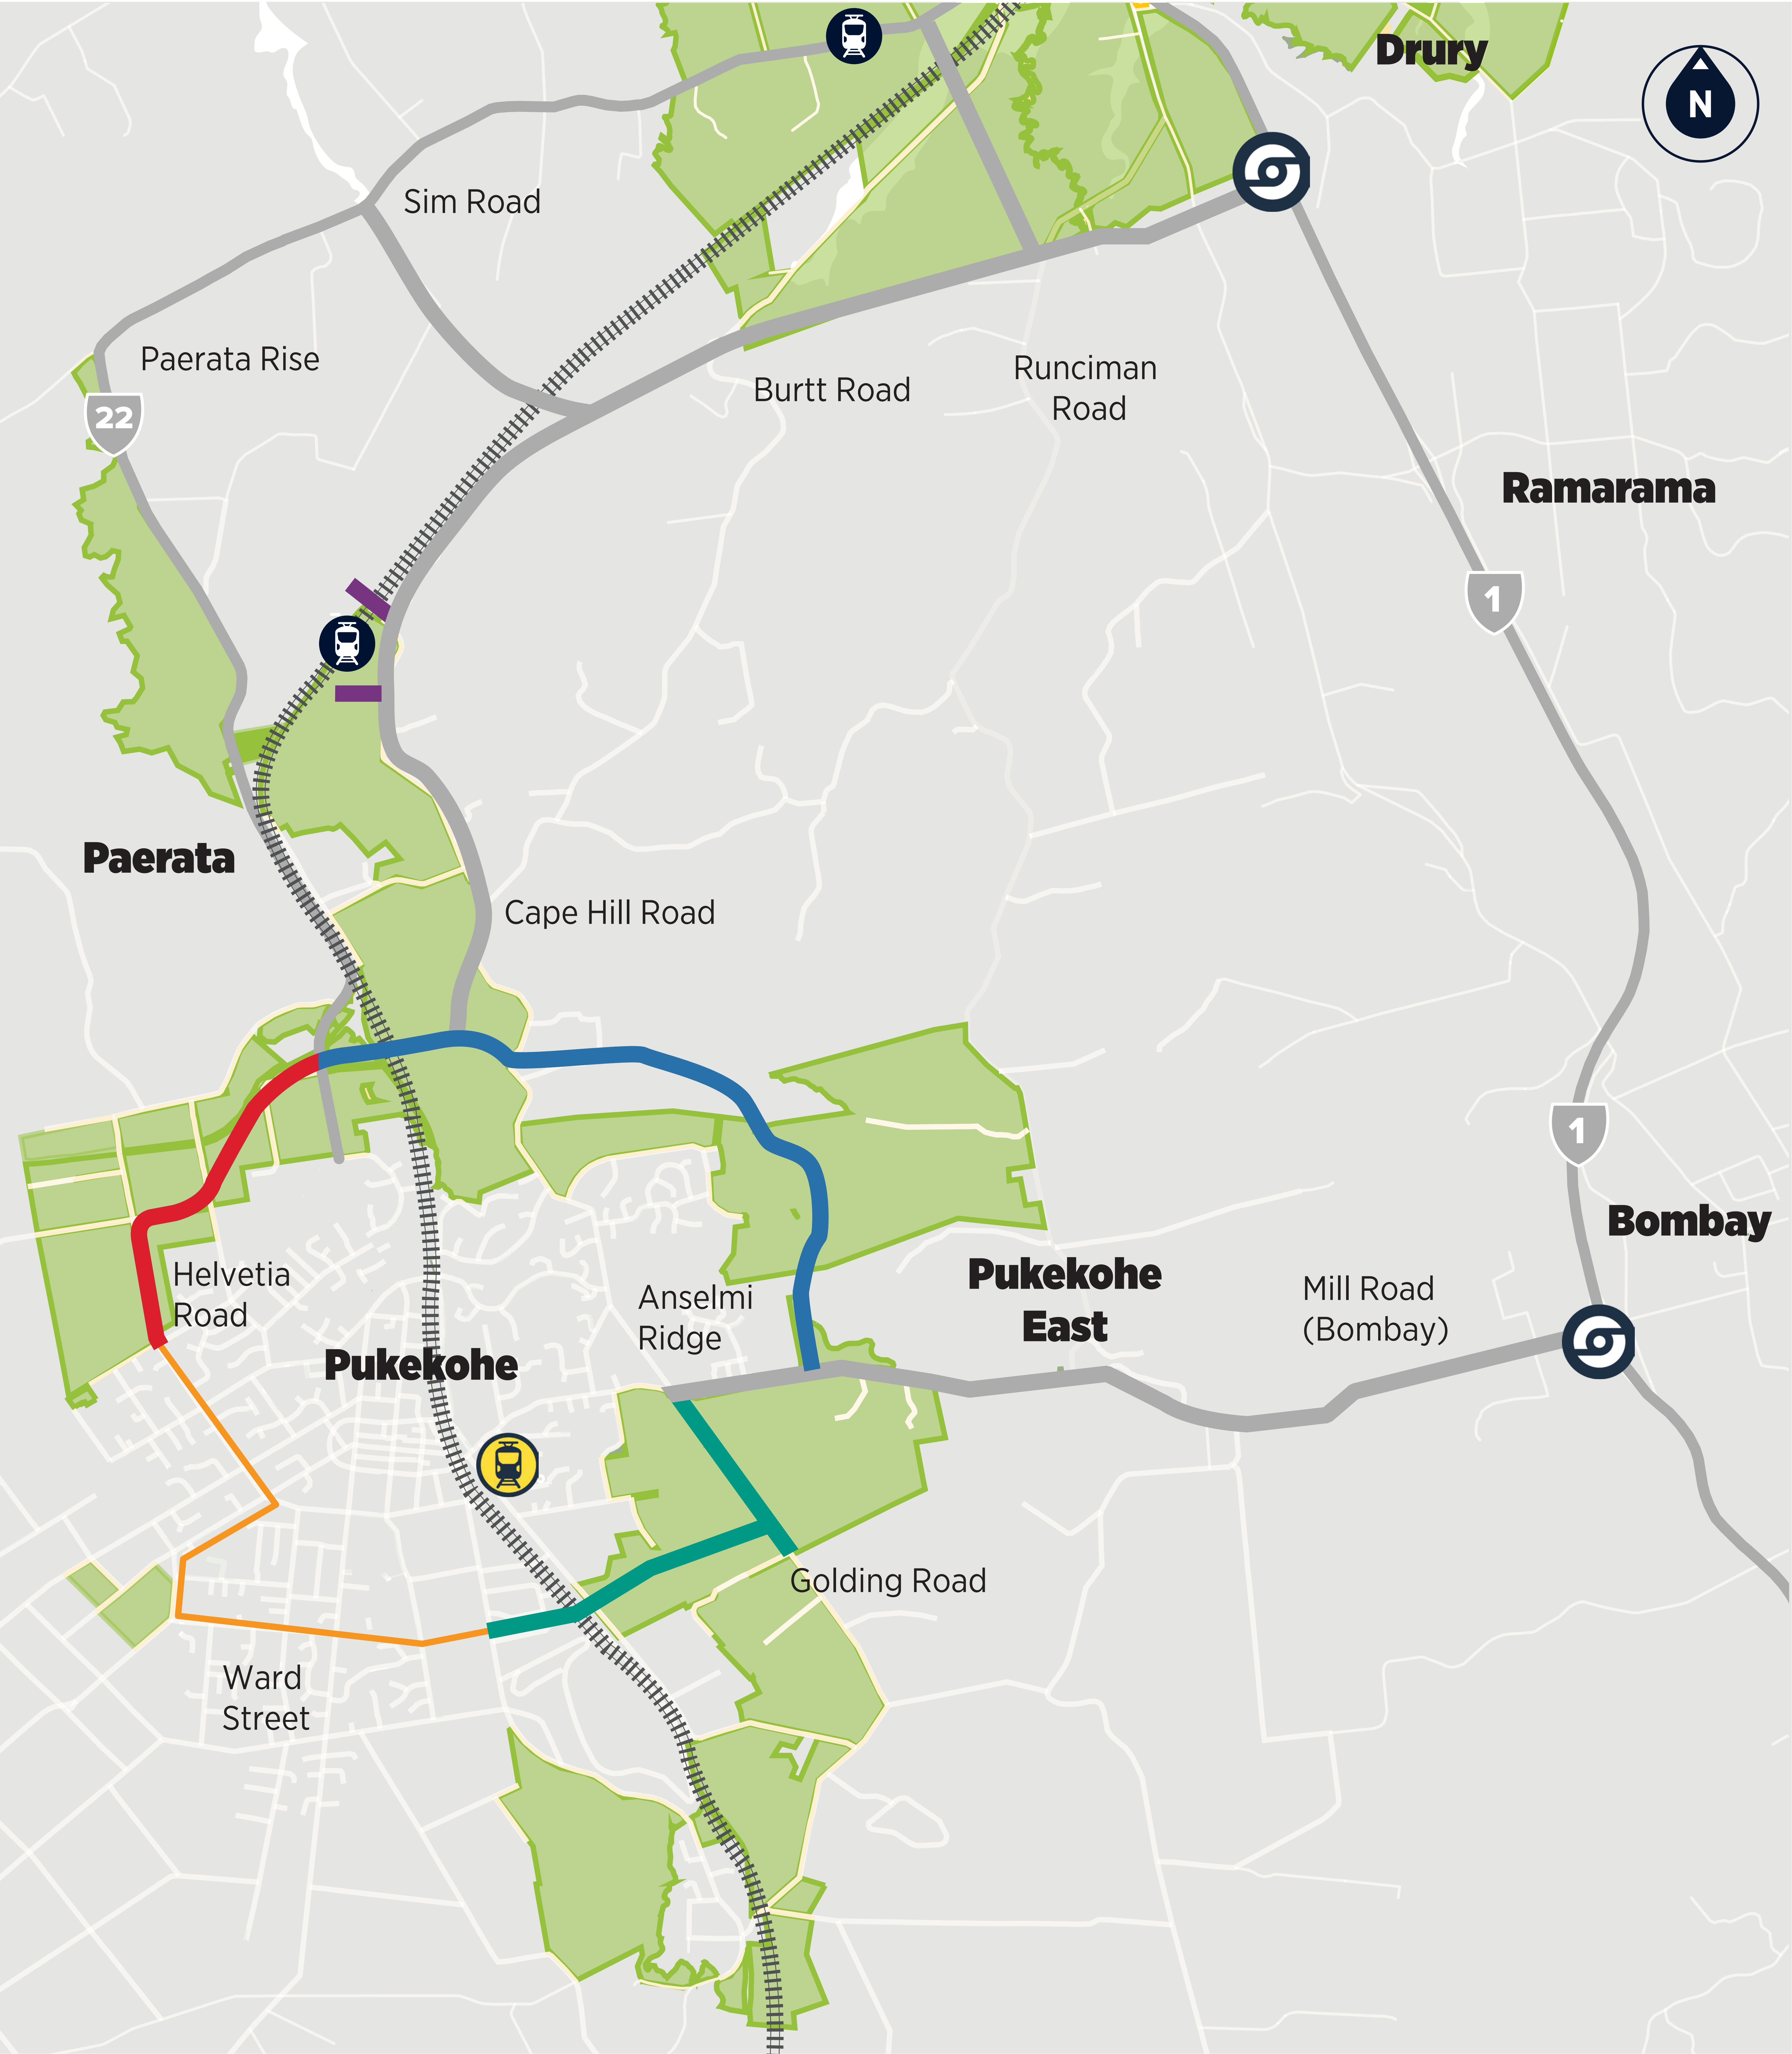 Drury
N
Sim Road
Paerata Rise
Burtt Road
Runciman
Road
22
Ramarama
1
Paerata
Cape Hill Road
1
Bombay
Helvetia
Road
Anselmi
Ridge
Pukekohe
East
Mill Road
(Bombay)
Pukekohe
Golding Road
Ward
Street